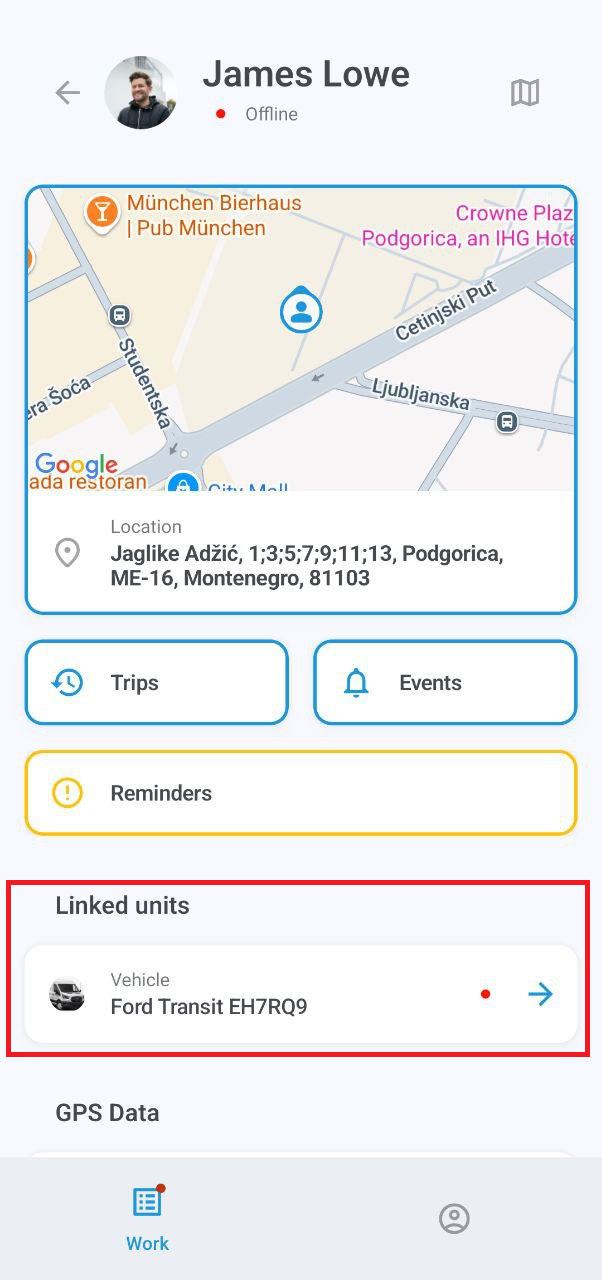 James Lowe
Offline
München Bierhaus
| Pub München
Crowne Plaz
Podgorica, an IHG Hote
Cetinjski Put
Studentska
era Šoća
Ljubljanska
Google
ada restoran
City Mall
Location
Jaglike Adžić, 1;3;5;7;9;11;13, Podgorica,
ME-16, Montenegro, 81103
Trips
Events
Reminders
Linked units
Vehicle
Ford Transit EH7RQ9
GPS Data
Work